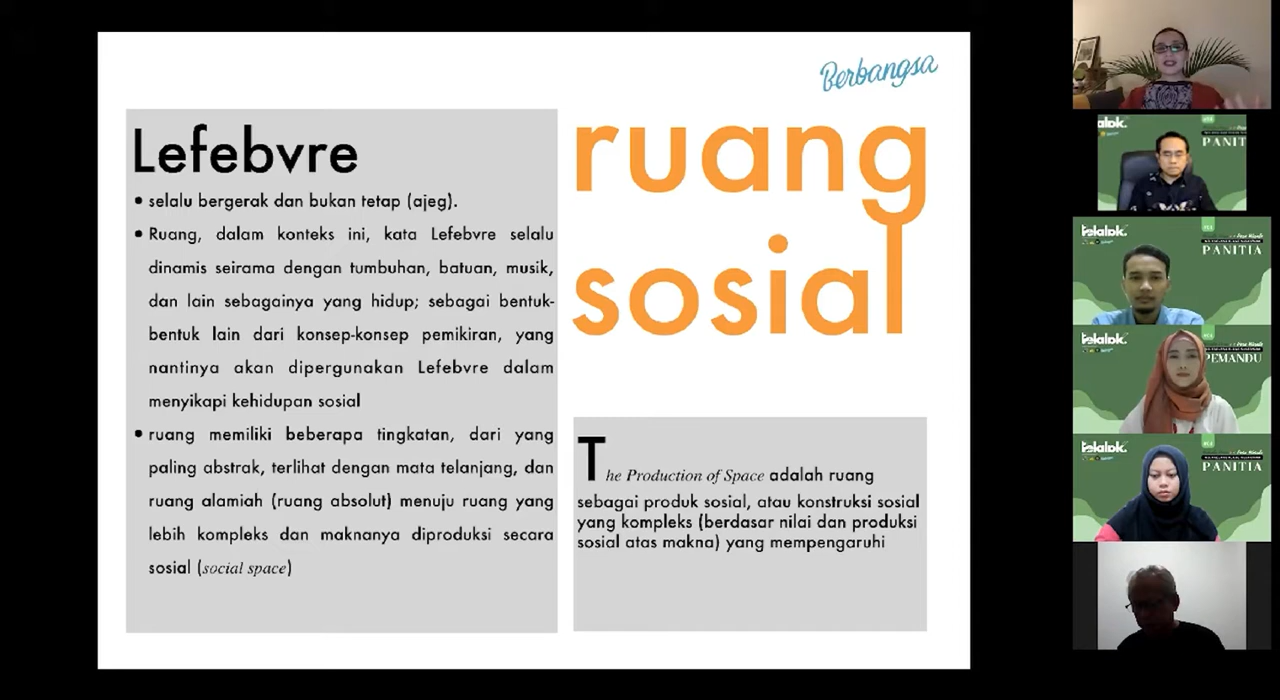 Berbangsa
Lefebvre
• selalu bergerak dan bukan tetap (ajeg).
• Ruang, dalam konteks ini, kata Lefebvre selalu
dinamis seirama dengan tumbuhan, batuan, musik,
dan lain sebagainya yang hidup; sebagai bentuk-
bentuk lain dari konsep-konsep pemikiran, yang
nantinya akan dipergunakan Lefebvre dalam
menyikapi kehidupan sosial
• ruang memiliki beberapa tingkatan, dari yang
paling abstrak, terlihat dengan mata telanjang, dan
ruang alamiah (ruang absolut) menuju ruang yang
lebih kompleks dan maknanya diproduksi secara
sosial (social space)
ruang
sosial
The Production of Space adalah ruang
sebagai produk sosial, atau konstruksi sosial
yang kompleks (berdasar nilai dan produksi
sosial atas makna) yang mempengaruhi
PANIT
PANITIA
PEMANDU
PANITIA